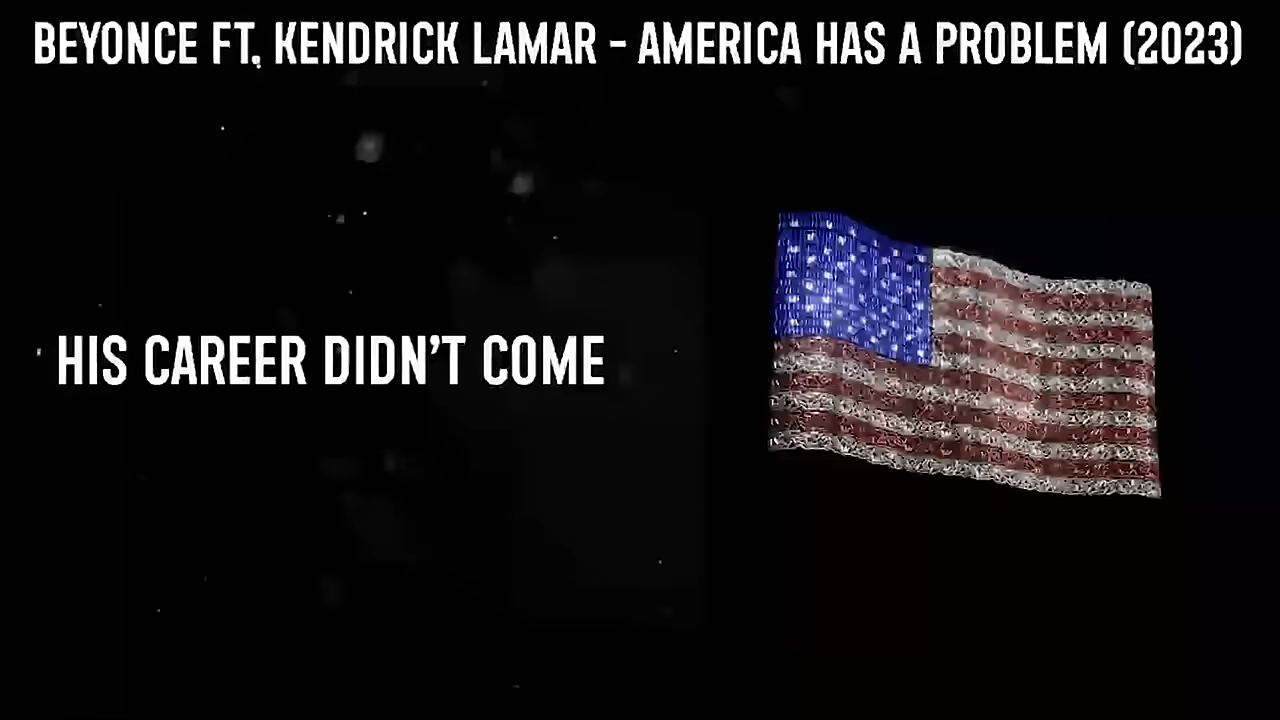 BEYONCE FT. KENDRICK LAMAR - AMERICA HAS A PROBLEM (2023)
HIS CAREER DIDN'T COME